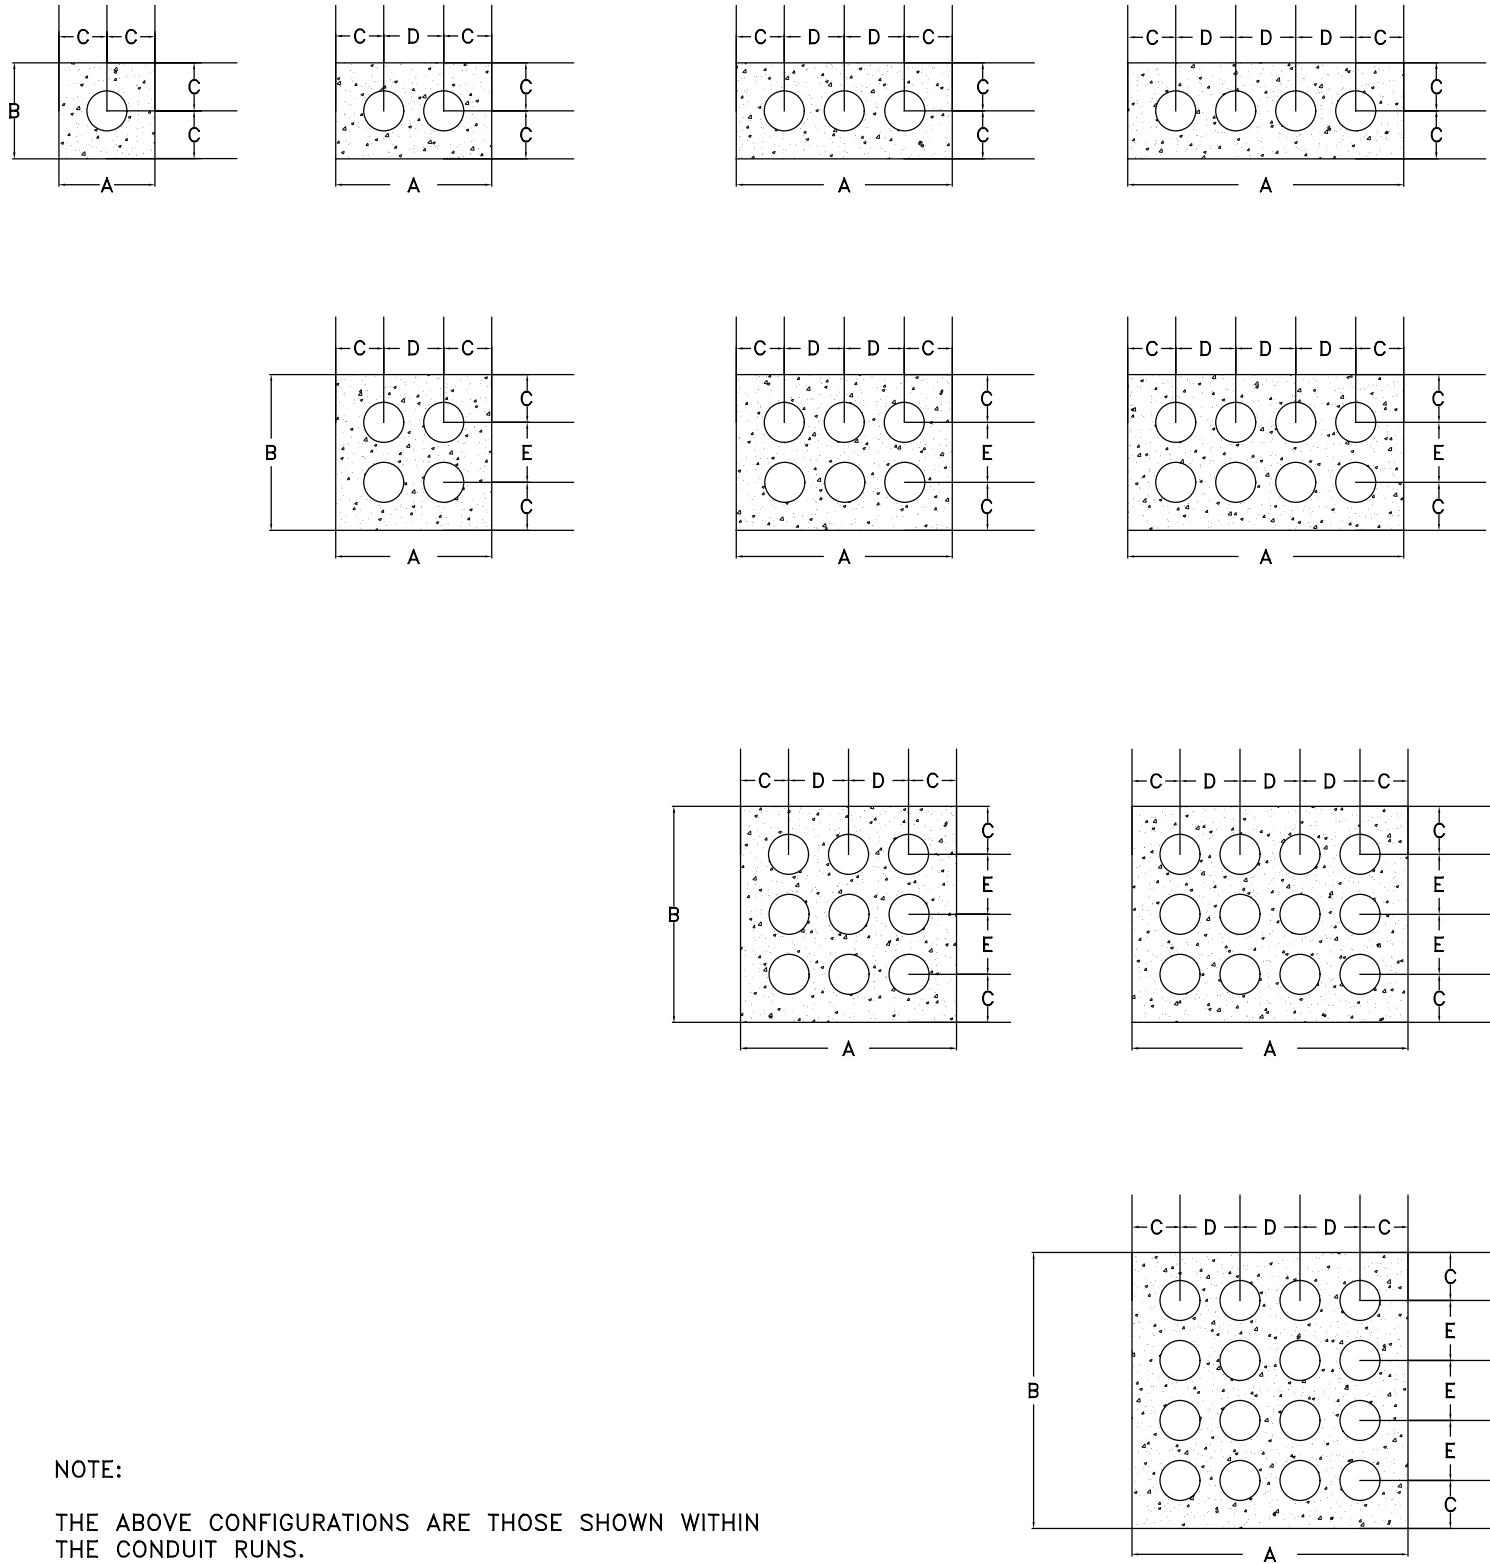 C C C D C C D D C C D D D C
B C C C C
C C C C
A A A A
C D C C D D C C D D D C
C C C
B E E E
C C C
A A A
C D D C C D D D C
C C
E E
B
E E
C C
A A
C D D D C
C
E
B E
E
C
A
NOTE:
THE ABOVE CONFIGURATIONS ARE THOSE SHOWN WITHIN
THE CONDUIT RUNS.